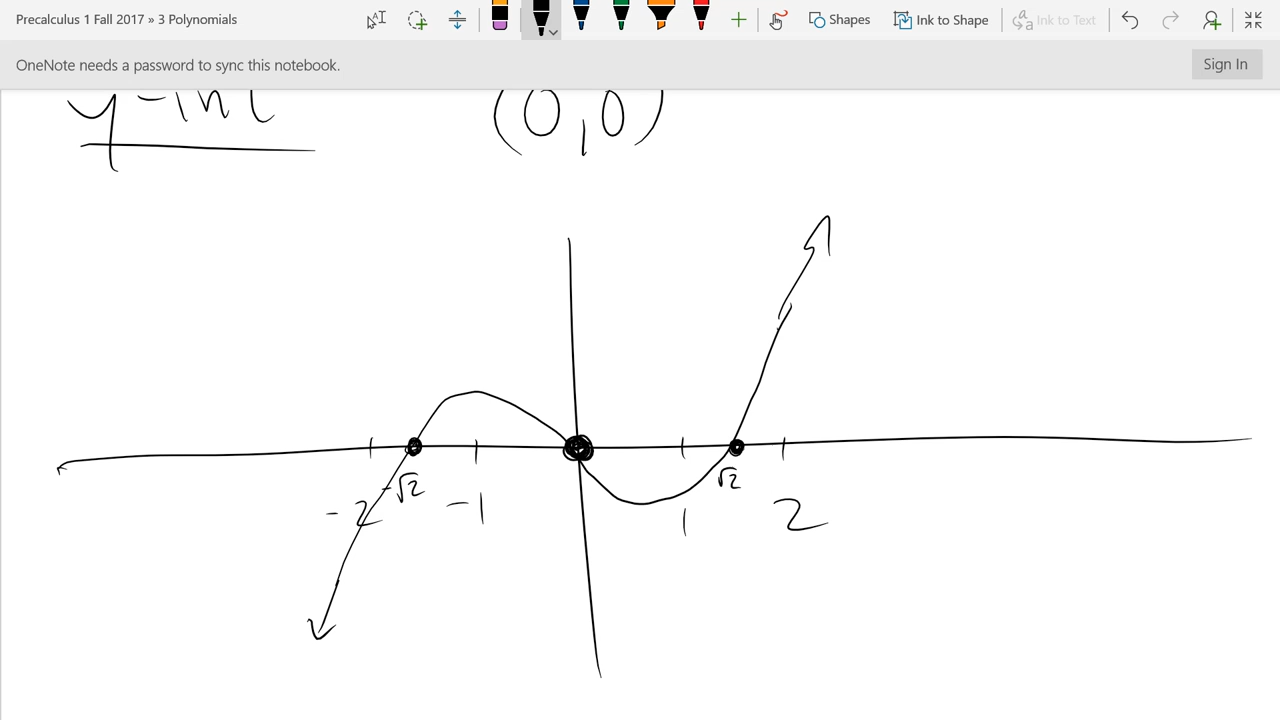 Precalculus 1 Fall 2017 » 3 Polynomials
Shapes Ink to Shape Ink to Text
OneNote needs a password to sync this notebook. Sign In
y-int (0,0)
-√2 √2
-2 -1 1 2